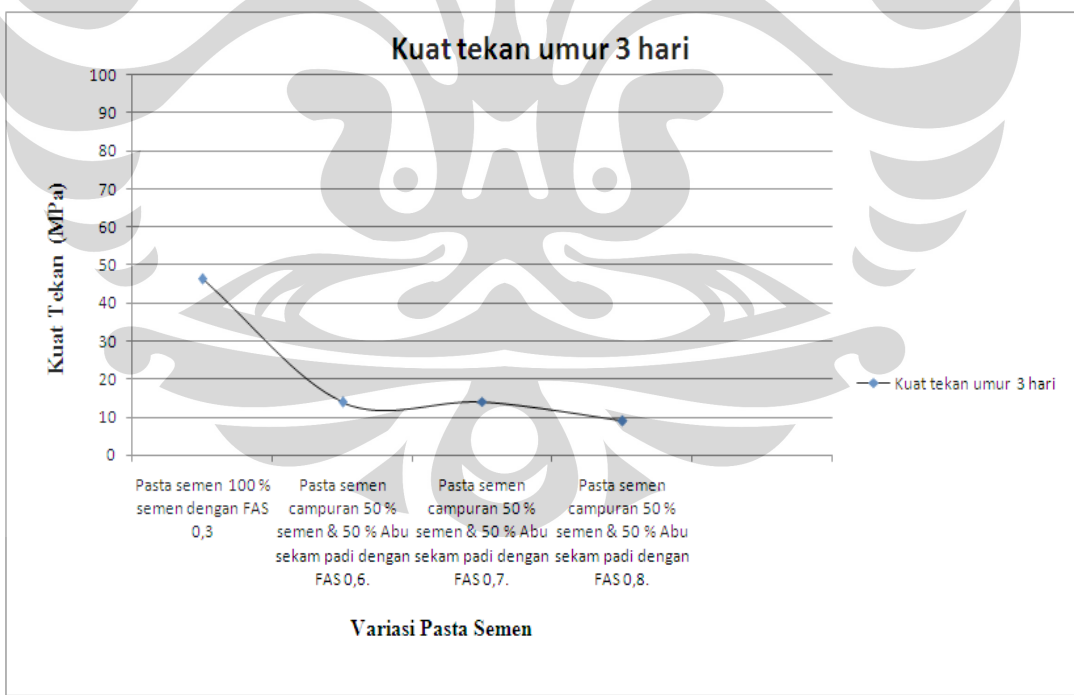 Kuat tekan umur 3 hari
100
90
80
70
60
50
40
30
20
10
0
Kuat Tekan (MPa)
Kuat tekan umur 3 hari
Pasta semen 100 %
semen dengan FAS
0,3
Pasta semen
campuran 50 %
semen & 50 % Abu
sekam padi dengan
FAS 0,6.
Pasta semen
campuran 50 %
semen & 50 % Abu
sekam padi dengan
FAS 0,7.
Pasta semen
campuran 50 %
semen & 50 % Abu
sekam padi dengan
FAS 0,8.
Variasi Pasta Semen